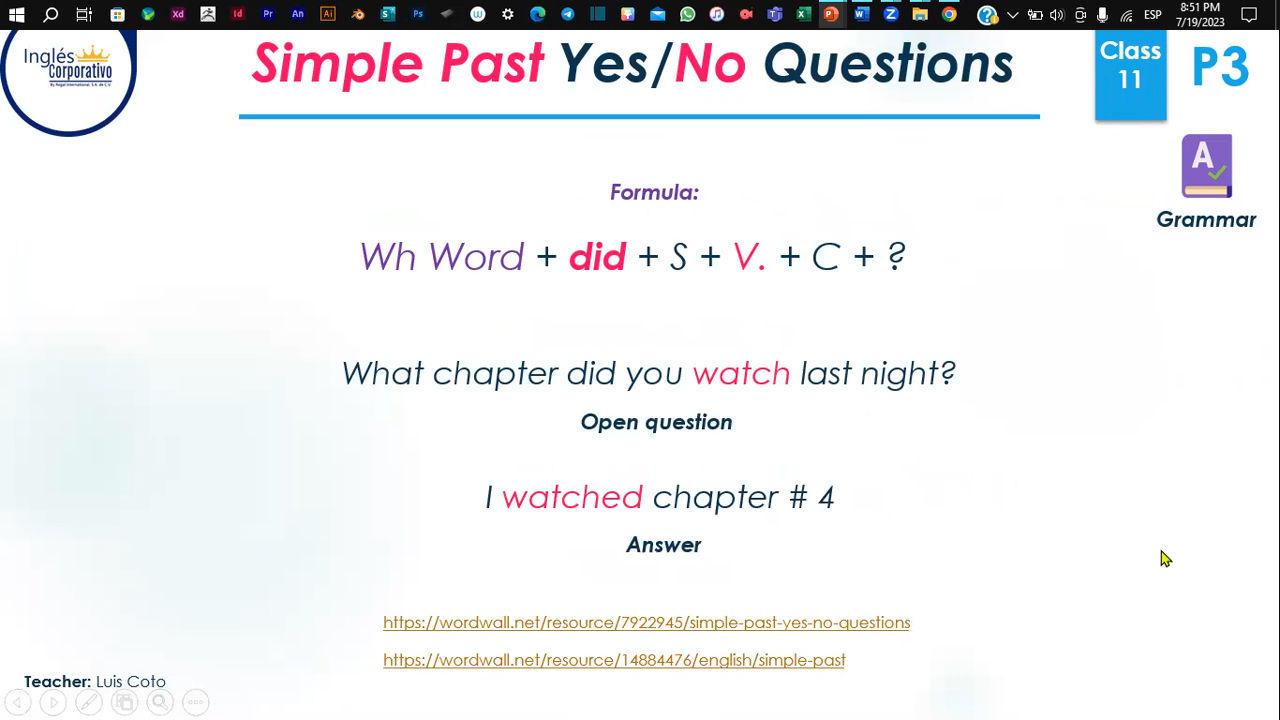 8:51 PM
ESP
7/19/2023
Inglés
Corporativo
Simple Past Yes/No Questions
Class
11
P3
Grammar
Formula:
Wh Word + did + S + V. + C + ?
What chapter did you watch last night?
Open question
I watched chapter # 4
Answer
https://wordwall.net/resource/7922945/simple-past-yes-no-questions
https://wordwall.net/resource/14884476/english/simple-past
Teacher: Luis Coto